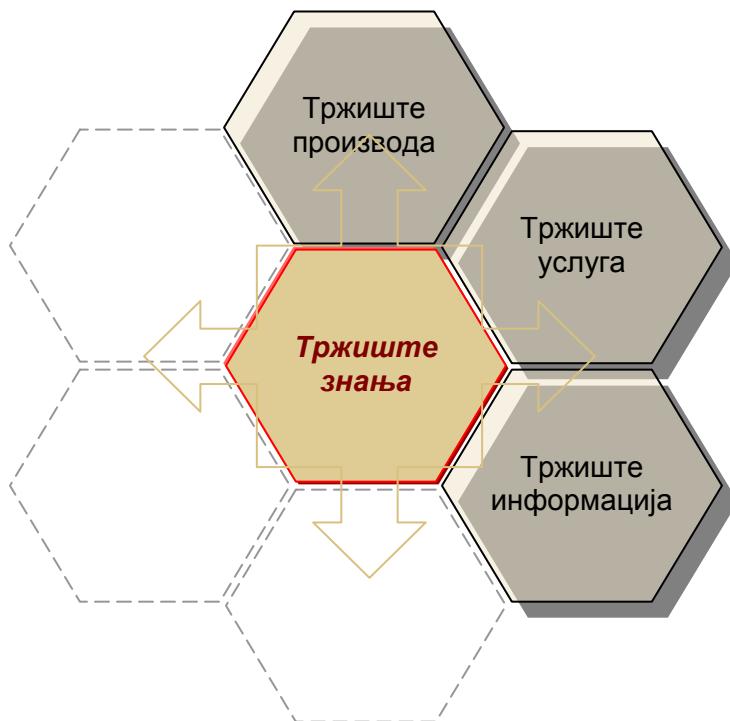 Тржиште
производа
Тржиште
услуга
Тржиште
знања
Тржиште
информација